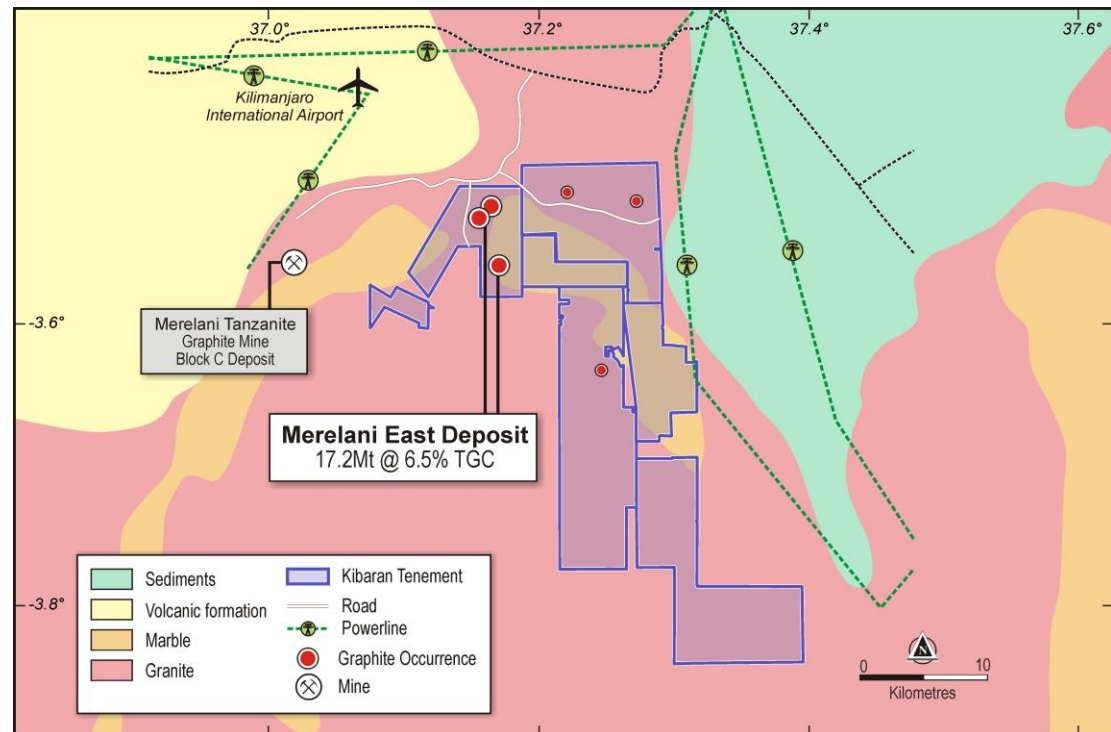 37.0
37.2
37.4
37.6
Kilimanjaro
International Airport
-3.6°
Merelani Tanzanite
Graphite Mine
Block C Deposit
Merelani East Deposit
17.2Mt @ 6.5% TGC
Sediments
Volcanic formation
Marble
Granite
Kibaran Tenement
Road
Powerline
Graphite Occurrence
Mine
-3.8°
N
0
10
Kilometres